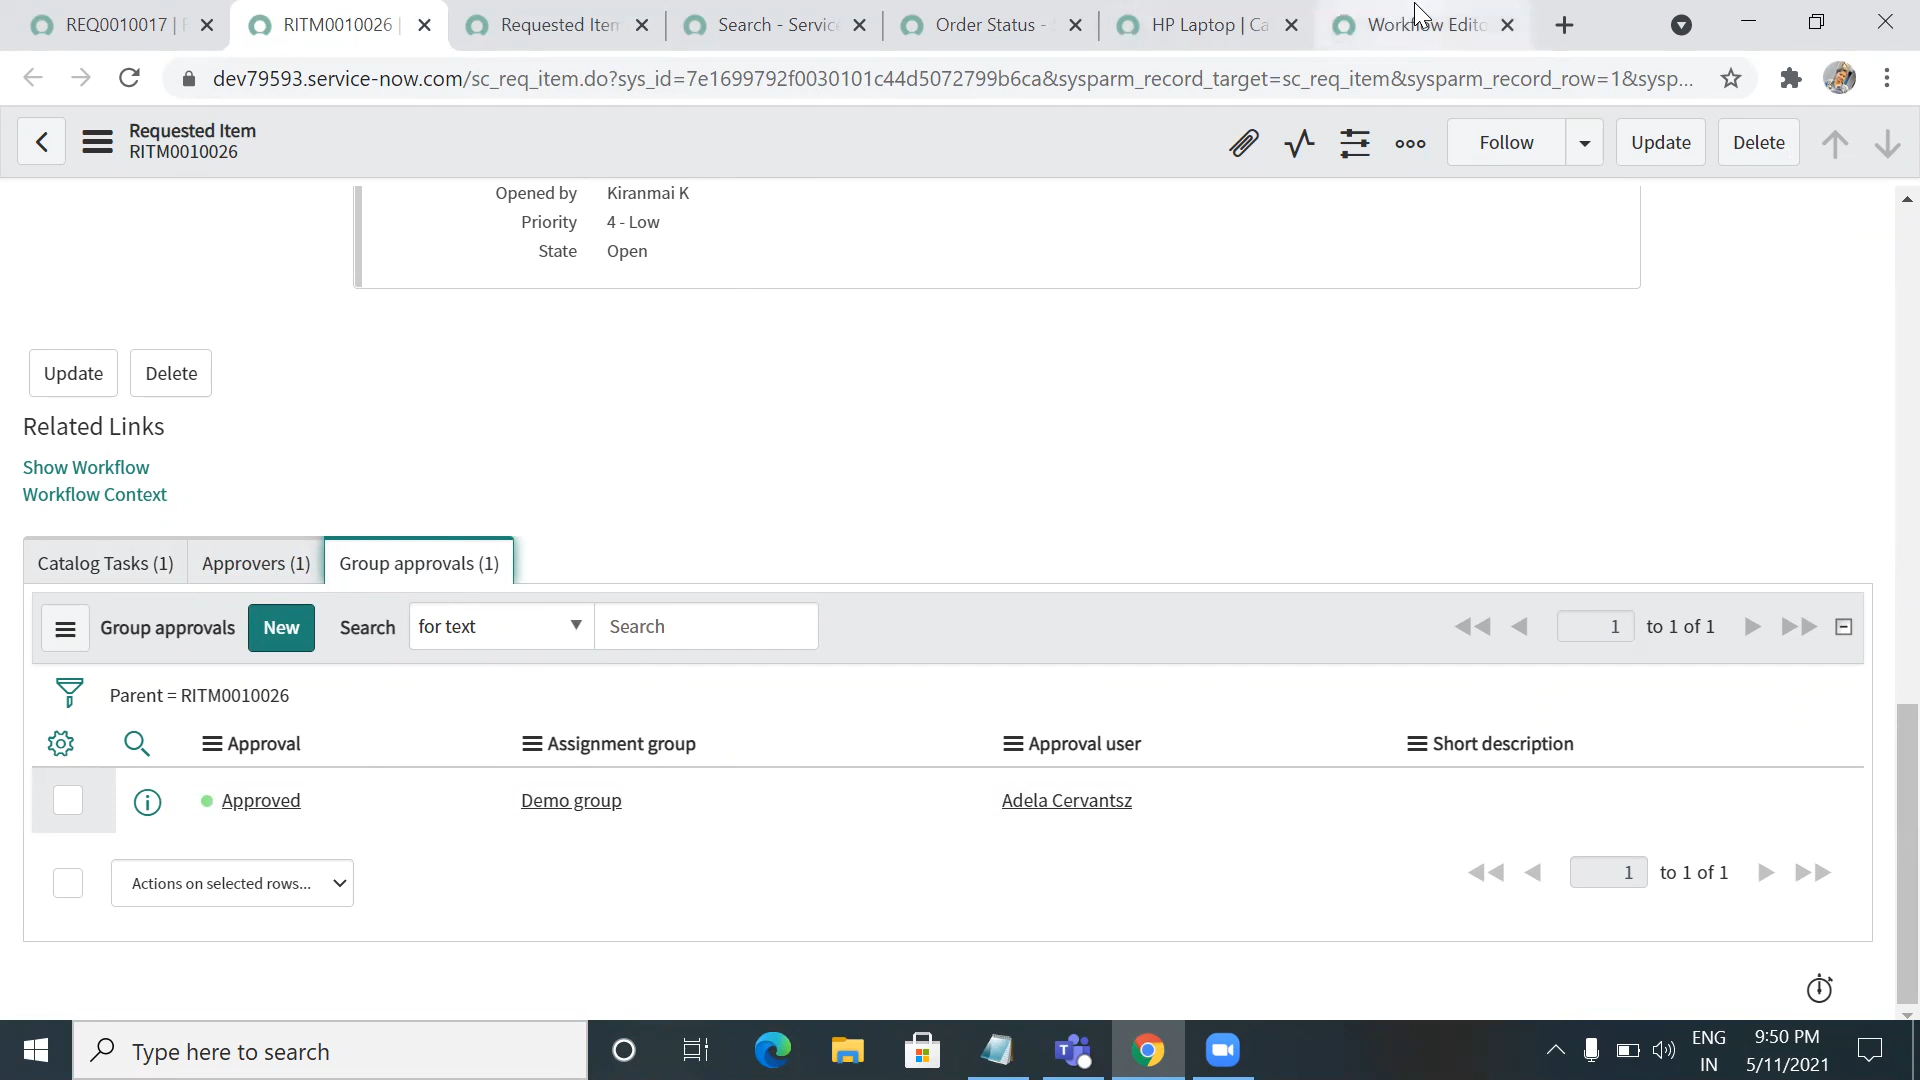 REQ0010017 |
RITM0010026 |
Requested Item
Search - Service
Order Status -
HP Laptop | Ca
Workflow Edito
dev79593.service-now.com/sc_req_item.do?sys_id=7e1699792f0030101c44d5072799b6ca&sysparm_record_target=sc_req_item&sysparm_record_row=1&sysp...
Requested Item
RITM0010026
Follow
Update
Delete
Opened by Kiranmai K
Priority 4 - Low
State Open
Update Delete
Related Links
Show Workflow
Workflow Context
Catalog Tasks (1) Approvers (1) Group approvals (1)
Group approvals New Search for text Search 1 to 1 of 1
Parent = RITM0010026
Approval Assignment group Approval user Short description
Approved Demo group Adela Cervantsz
Actions on selected rows... 1 to 1 of 1
Type here to search
ENG
IN
9:50 PM
5/11/2021